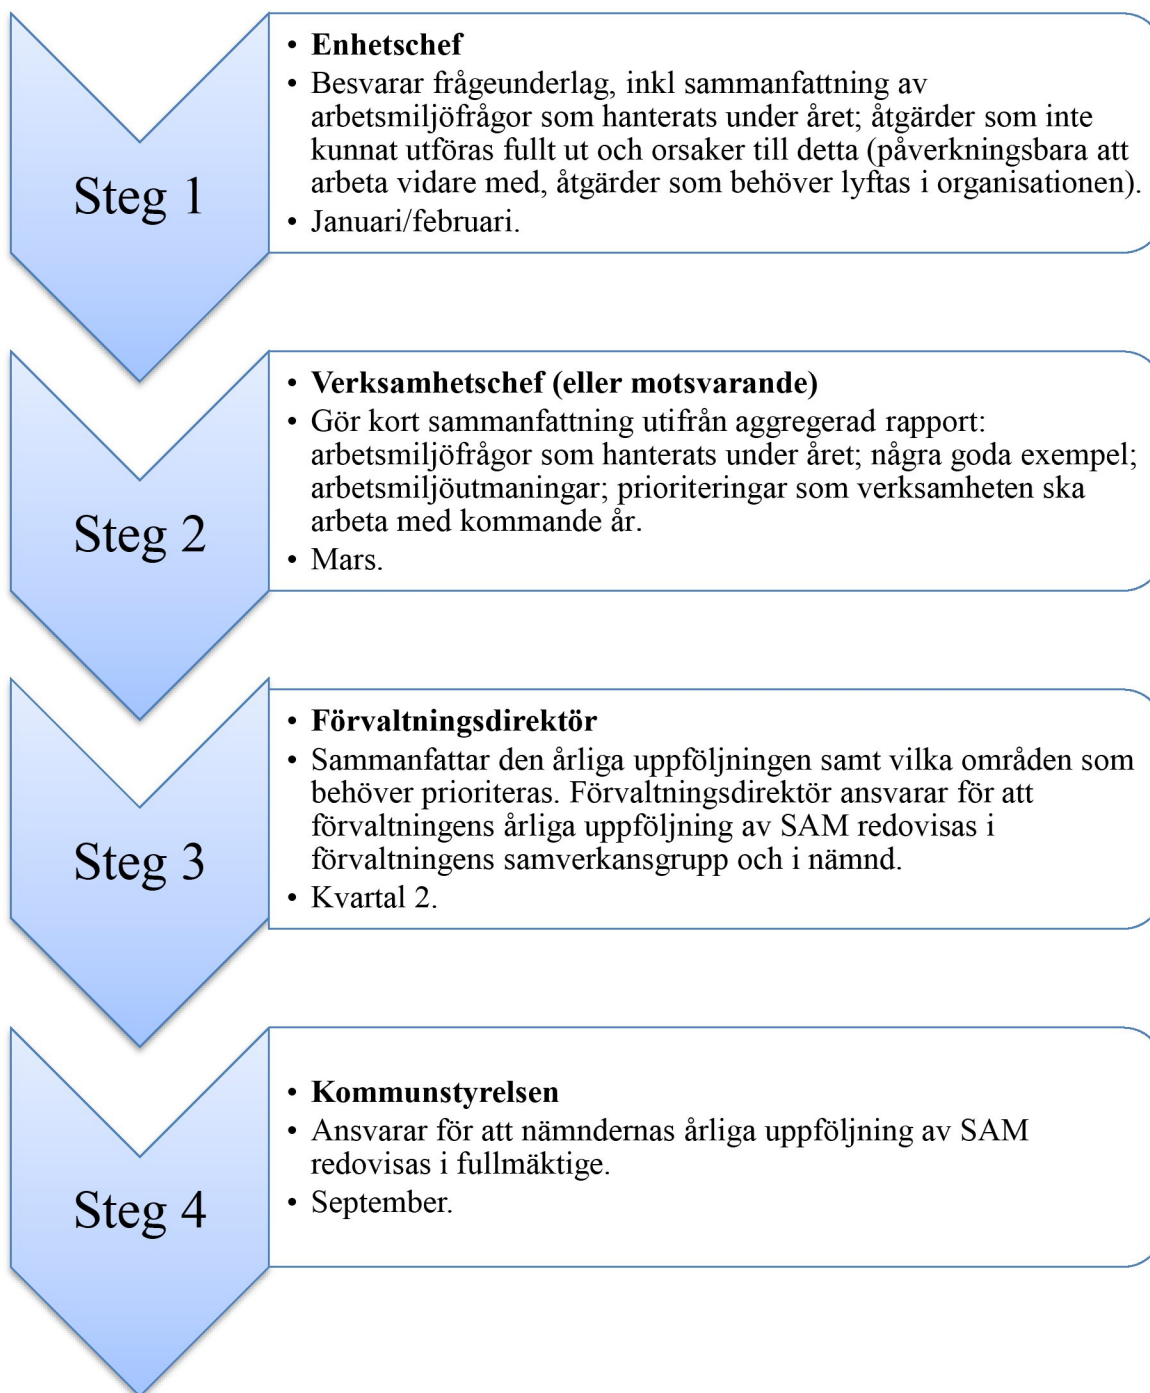 Steg 1
• Enhetschef
• Besvarar frågeunderlag, inkl sammanfattning av
arbetsmiljöfrågor som hanterats under året; åtgärder som inte
kunnat utföras fullt ut och orsaker till detta (påverkningsbara att
arbeta vidare med, åtgärder som behöver lyftas i organisationen).
• Januari/februari.
Steg 2
• Verksamhetschef (eller motsvarande)
• Gör kort sammanfattning utifrån aggregerad rapport:
arbetsmiljöfrågor som hanterats under året; några goda exempel;
arbetsmiljöutmaningar; prioriteringar som verksamheten ska
arbeta med kommande år.
• Mars.
Steg 3
• Förvaltningsdirektör
• Sammanfattar den årliga uppföljningen samt vilka områden som
behöver prioriteras. Förvaltningsdirektör ansvarar för att
förvaltningens årliga uppföljning av SAM redovisas i
förvaltningens samverkansgrupp och i nämnd.
• Kvartal 2.
Steg 4
• Kommunstyrelsen
• Ansvarar för att nämndernas årliga uppföljning av SAM
redovisas i fullmäktige.
• September.